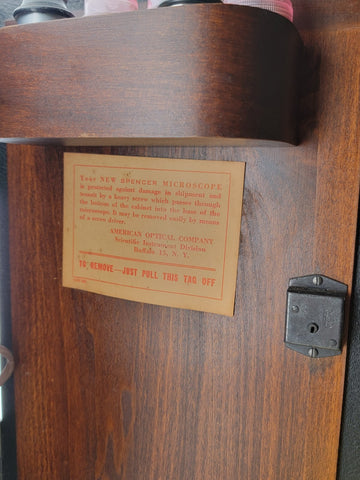 Your NEW SPENCER MICROSCOPE
is protected against damage in shipment and
transit by a heavy screw which passes through
the bottom of the cabinet into the base of the
microscope. It may be removed easily by means
of a screw driver.
AMERICAN OPTICAL COMPANY
Scientific Instrument Division
Buffalo 15, N. Y.
TO REMOVE—JUST PULL THIS TAG OFF